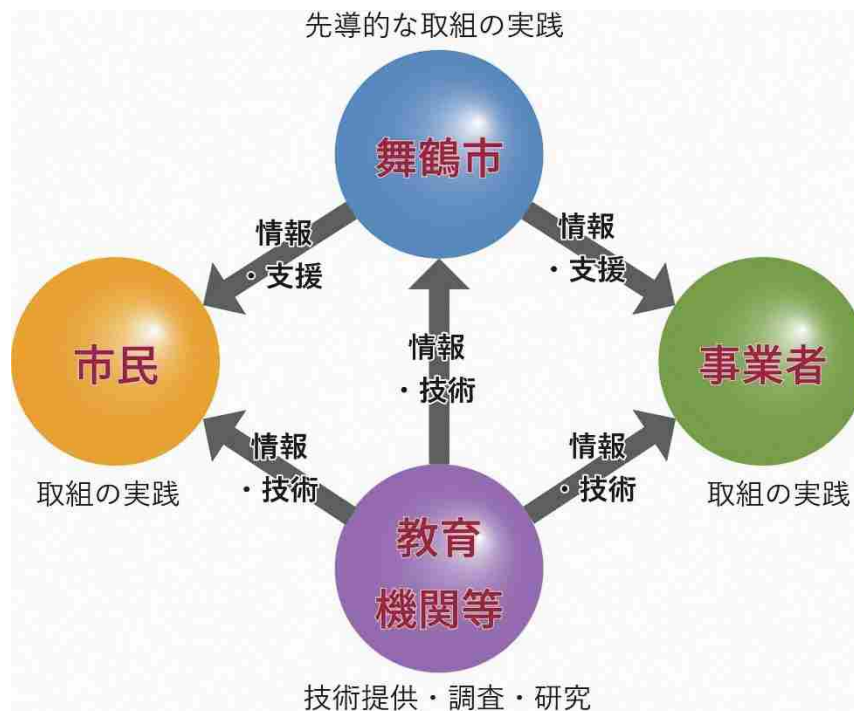 先導的な取組の実践
舞鶴市
情報
・支援
情報
・支援
市民
情報
・技術
事業者
取組の実践
情報
・技術
情報
・技術
取組の実践
教育
機関等
技術提供・調査・研究